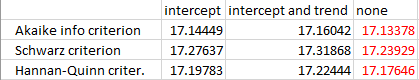 intercept intercept and trend none
Akaike info criterion 17.14449 17.16042 17.13378
Schwarz criterion 17.27637 17.31868 17.23929
Hannan-Quinn criter. 17.19783 17.22444 17.17646